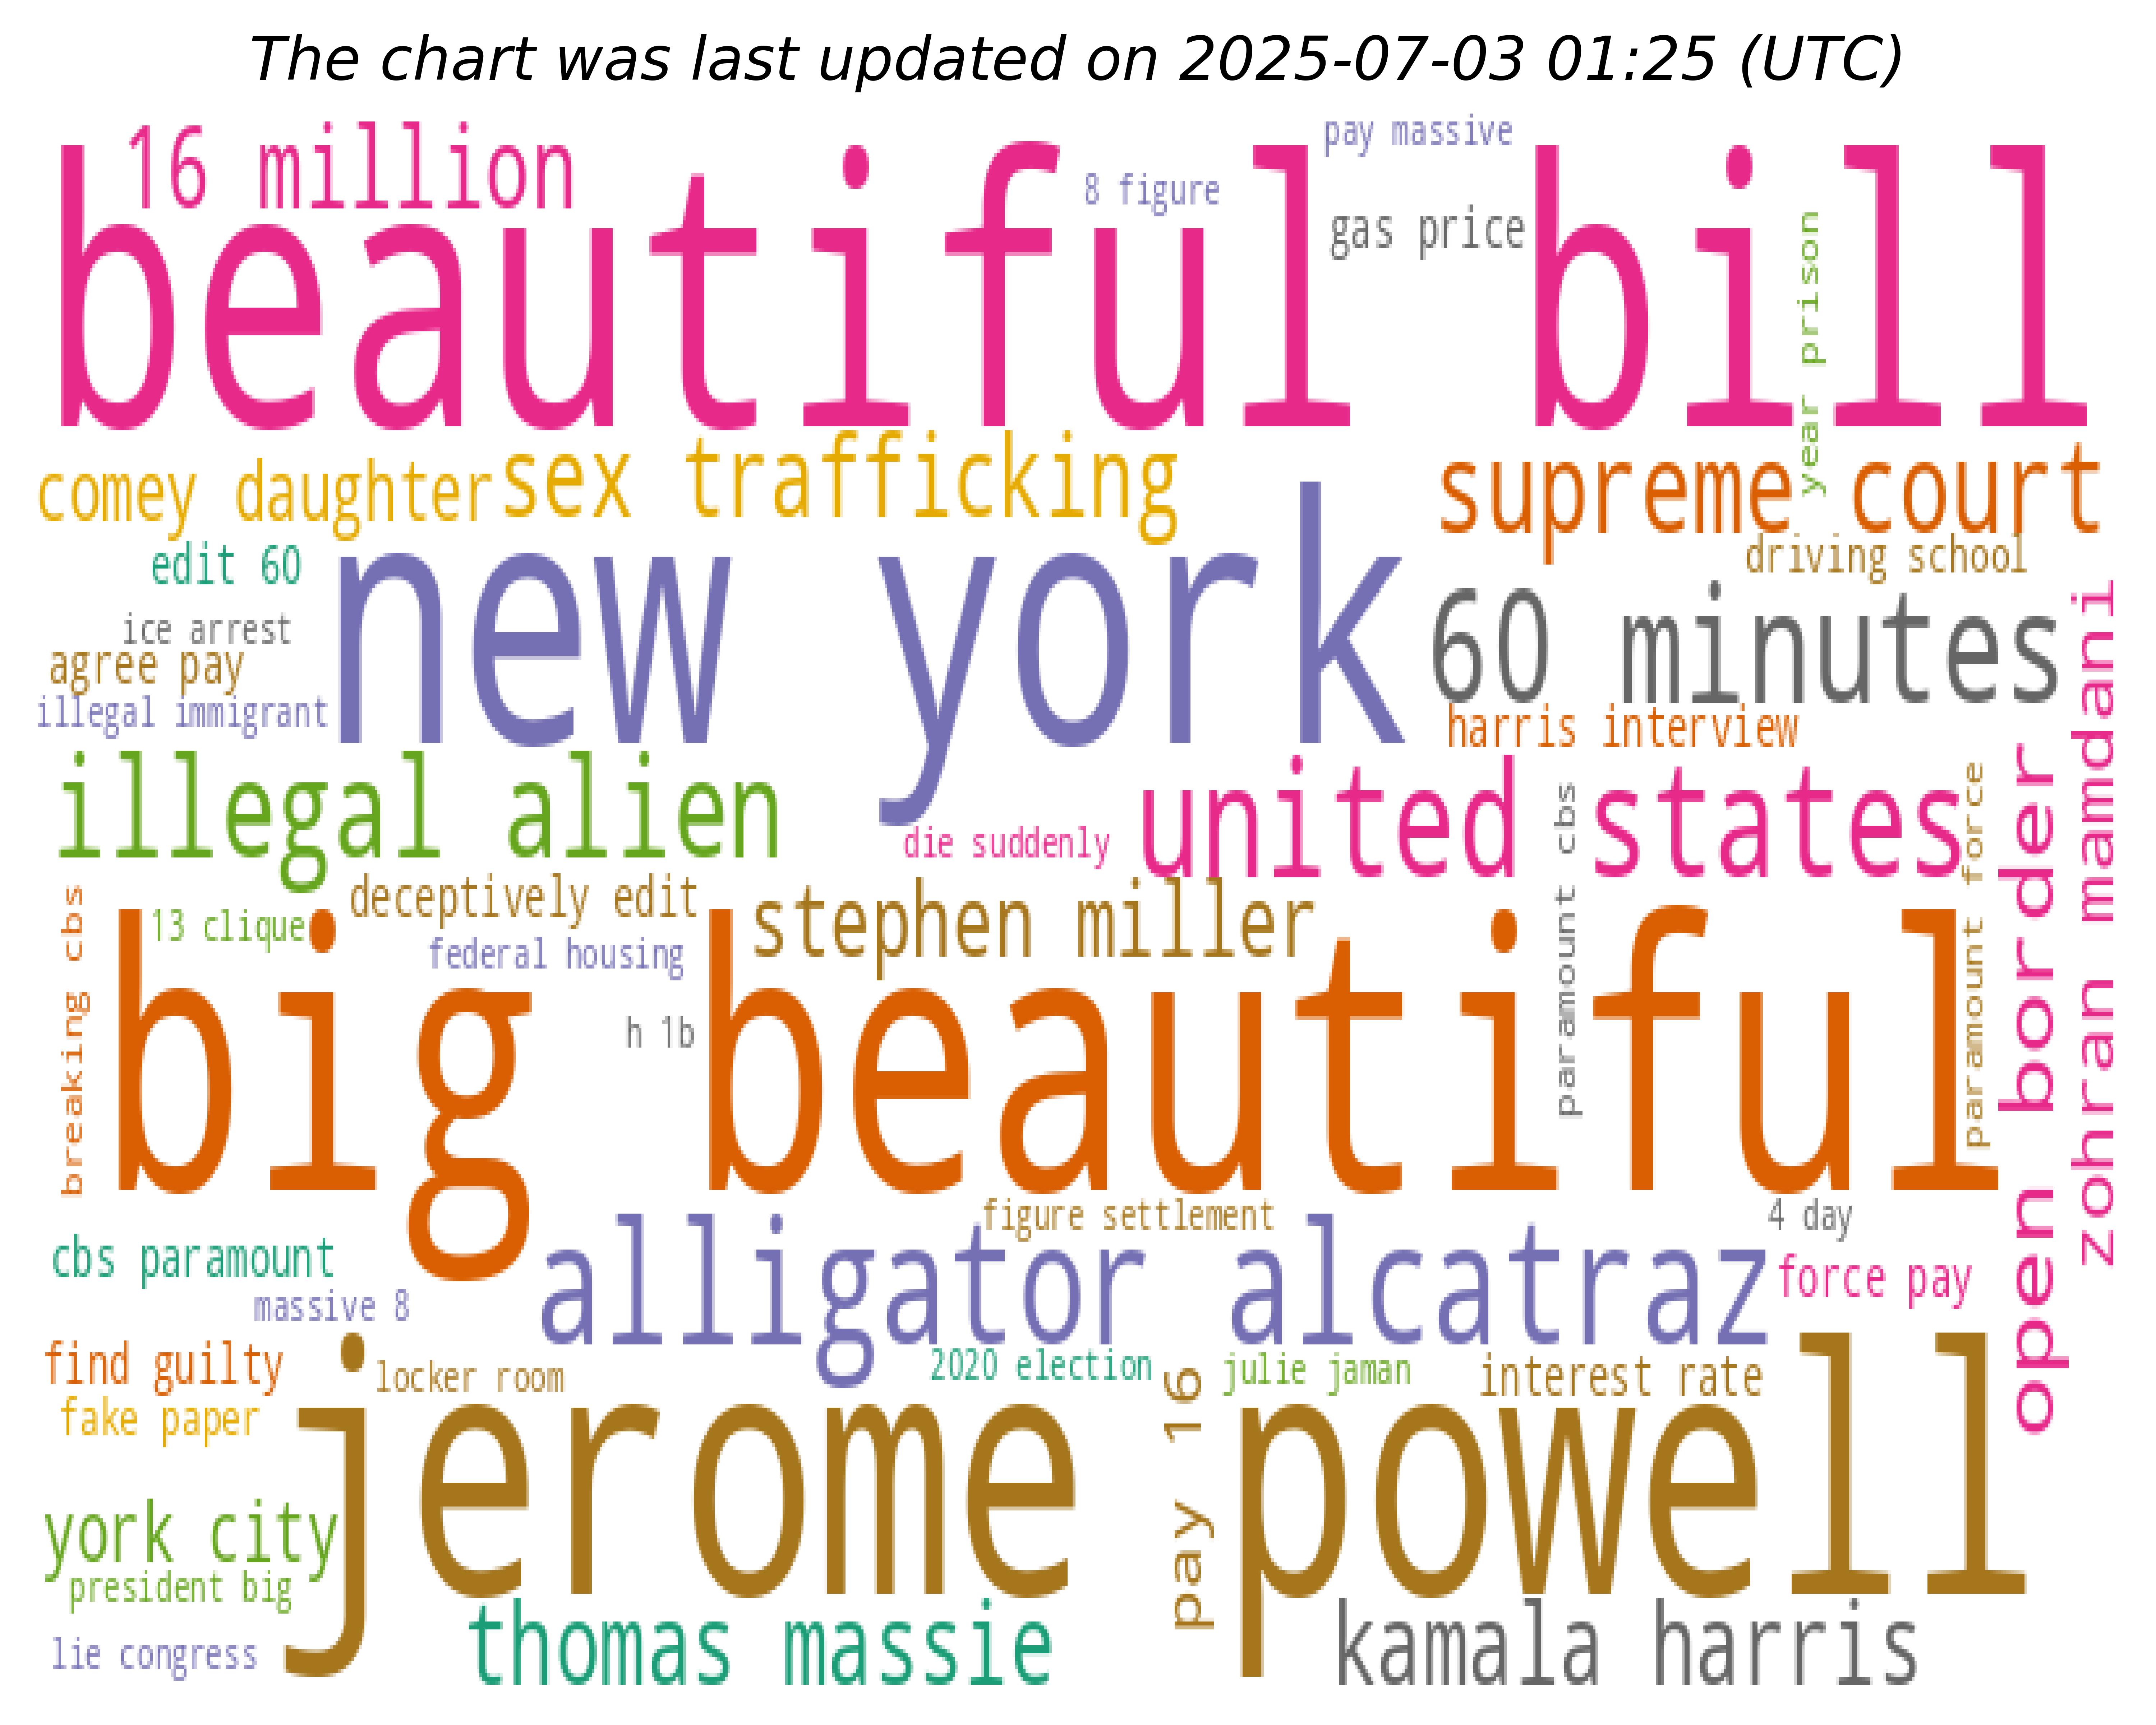 The chart was last updated on 2025-07-03 01:25 (UTC)
16 million
pay massive
beautiful bill
8 figure
gas price
year prison
comey daughter
sex trafficking
supreme court
edit 60
new york
driving school
60 minutes
ice arrest
agree pay
illegal immigrant
harris interview
zohran mamdani
open border
illegal alien
united states
die suddenly
paramount cbs
paramount force
deceptively edit
stephen miller
13 clique
breaking cbs
federal housing
big beautiful
h 1b
figure settlement
4 day
cbs paramount
alligator alcatraz
force pay
massive 8
find guilty
locker room
2020 election
pay 16
julie jaman
interest rate
fake paper
jerome powell
york city
president big
lie congress
thomas massie
kamala harris